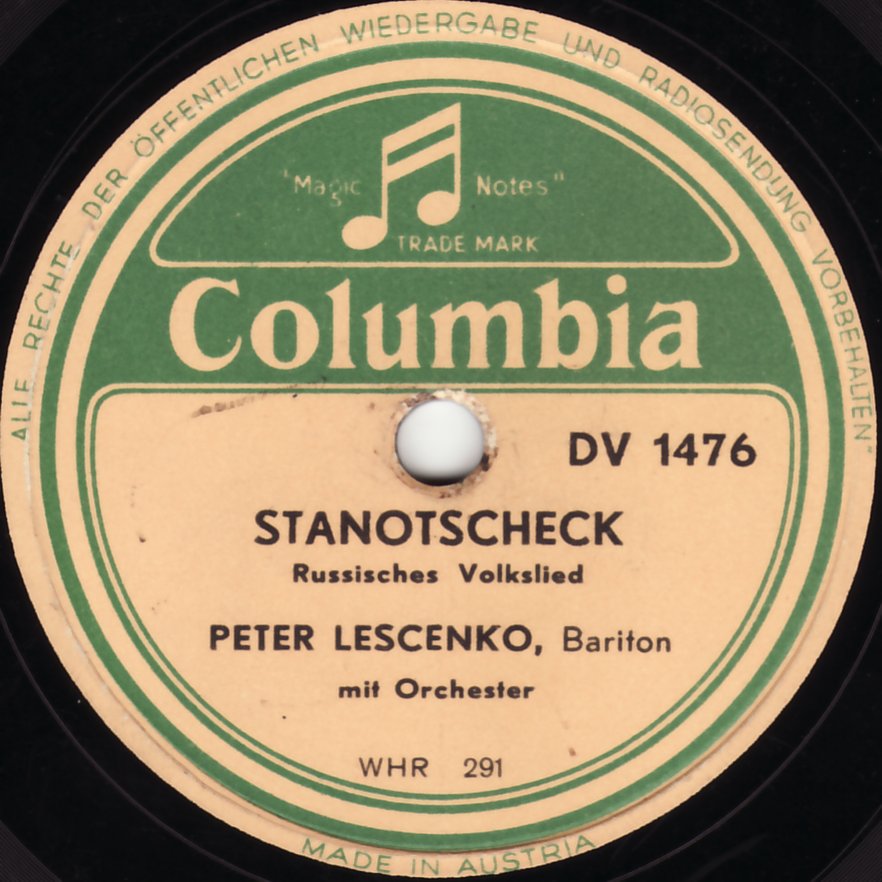 ALLE RECHTE DER ÖFFENTLICHEN WIEDERGABE UND RADIOSENDUNG VORBEHALTEN"
"Magic Notes"
TRADE MARK
Columbia
DV 1476
STANOTSCHECK
Russisches Volkslied
PETER LESCENKO, Bariton
mit Orchester
WHR 291
MADE IN AUSTRIA